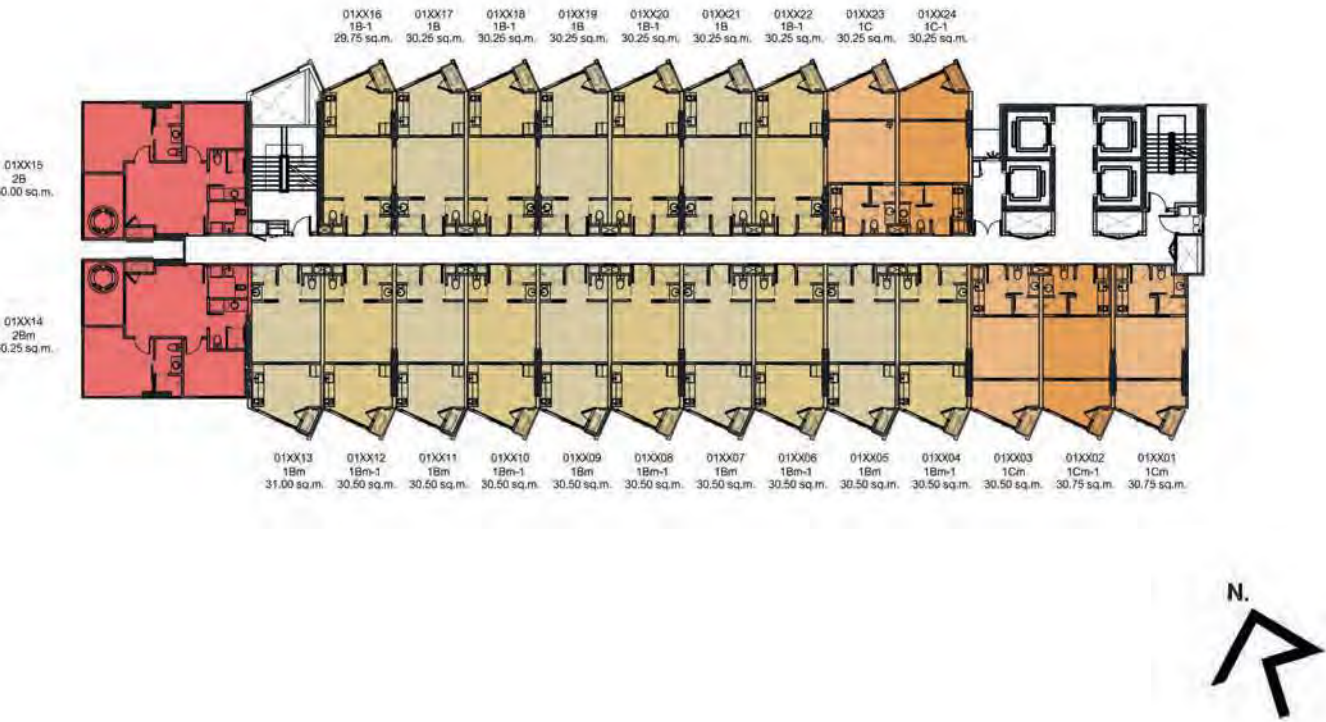 01XX16
1B-1
29.75 sq.m.
01XX17
1B
30.25 sq.m.
01XX18
1B-1
30.25 sq.m.
01XX19
1B
30.25 sq.m.
01XX20
1B-1
30.25 sq.m.
01XX21
1B
30.25 sq.m.
01XX22
1B-1
30.25 sq.m.
01XX23
1C
30.25 sq.m.
01XX24
1C-1
30.25 sq.m.
01XX15
2B
0.00 sq.m.
01XX14
2Bm
0.25 sq.m.
01XX13
1Bm
31.00 sq.m.
01XX12
1Bm-1
30.50 sq.m.
01XX11
1Bm
30.50 sq.m.
01XX10
1Bm-1
30.50 sq.m.
01XX09
1Bm
30.50 sq.m.
01XX08
1Bm-1
30.50 sq.m.
01XX07
1Bm
30.50 sq.m.
01XX06
1Bm-1
30.50 sq.m.
01XX05
1Bm
30.50 sq.m.
01XX04
1Bm-1
30.50 sq.m.
01XX03
1Cm
30.50 sq.m.
01XX02
1Cm-1
30.75 sq.m.
01XX01
1Cm
30.75 sq.m.
N.